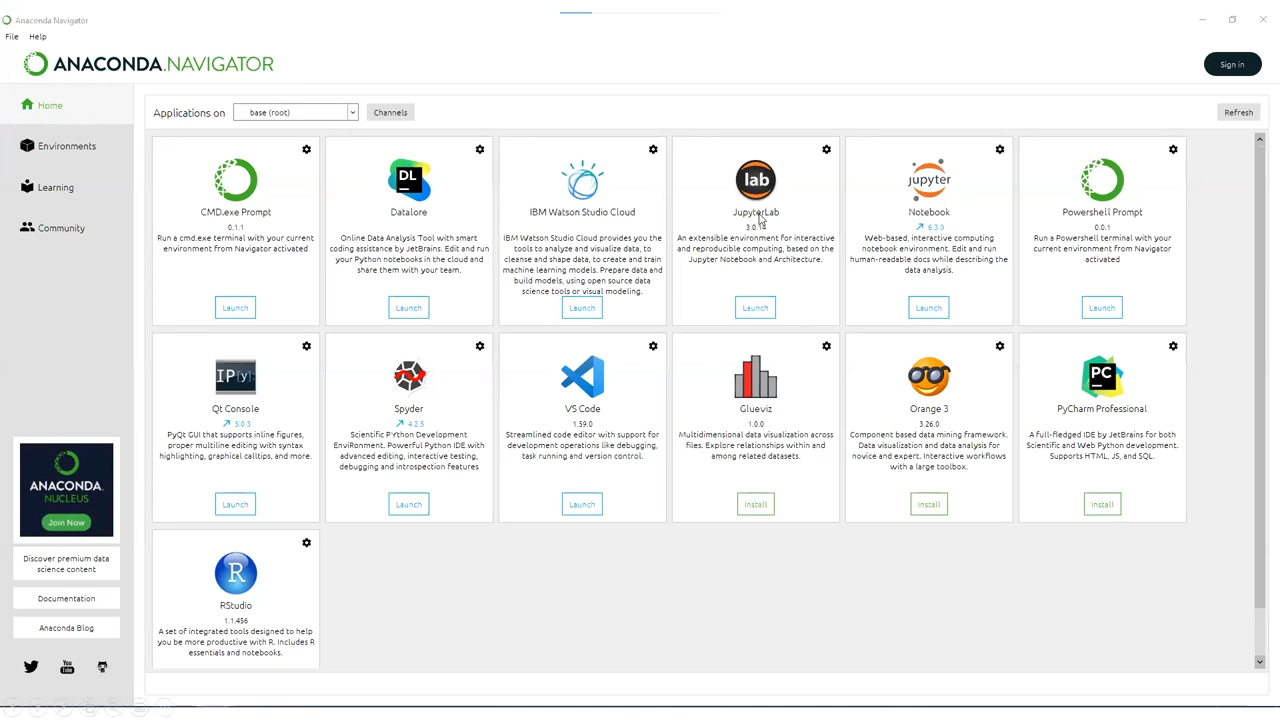 Anaconda Navigator
File Help
ANACONDA.NAVIGATOR
Sign in
Home
Environments
Learning
Community
Applications on base (root) Channels Refresh
CMD.exe Prompt
0.1.1
Run a cmd.exe terminal with your current
environment from Navigator activated
Launch
DL
Datalore
Online Data Analysis Tool with smart
coding assistance by JetBrains. Edit and run
your Python notebooks in the cloud and
share them with your team.
Launch
IBM Watson Studio Cloud
IBM Watson Studio Cloud provides you the
tools to analyze and visualize data, to
cleanse and shape data, to create and train
machine learning models. Prepare data and
build models, using open source data
science tools or visual modeling.
Launch
lab
JupyterLab
3.0.14
An extensible environment for interactive
and reproducible computing, based on the
Jupyter Notebook and Architecture.
Launch
jupyter
Notebook
6.3.0
Web-based, interactive computing
notebook environment. Edit and run
human-readable docs while describing the
data analysis.
Launch
Powershell Prompt
0.0.1
Run a Powershell terminal with your
current environment from Navigator
activated
Launch
IP[y]:
Qt Console
5.0.3
PyQt GUI that supports inline figures,
proper multiline editing with syntax
highlighting, graphical calltips, and more.
Launch
Spyder
4.2.5
Scientific PYthon Development
EnviRonment. Powerful Python IDE with
advanced editing, interactive testing,
debugging and introspection features
Launch
VS Code
1.59.0
Streamlined code editor with support for
development operations like debugging,
task running and version control.
Launch
Glueviz
1.0.0
Multidimensional data visualization across
files. Explore relationships within and
among related datasets.
Install
Orange 3
3.26.0
Component based data mining framework.
Data visualization and data analysis for
novice and expert. Interactive workflows
with a large toolbox.
Install
PC
PyCharm Professional
A full-fledged IDE by JetBrains for both
Scientific and Web Python development.
Supports HTML, JS, and SQL.
Install
R
RStudio
1.1.456
A set of integrated tools designed to help
you be more productive with R. Includes R
essentials and notebooks.
ANACONDA
NUCLEUS
Join Now
Discover premium data
science content
Documentation
Anaconda Blog
You
Tube